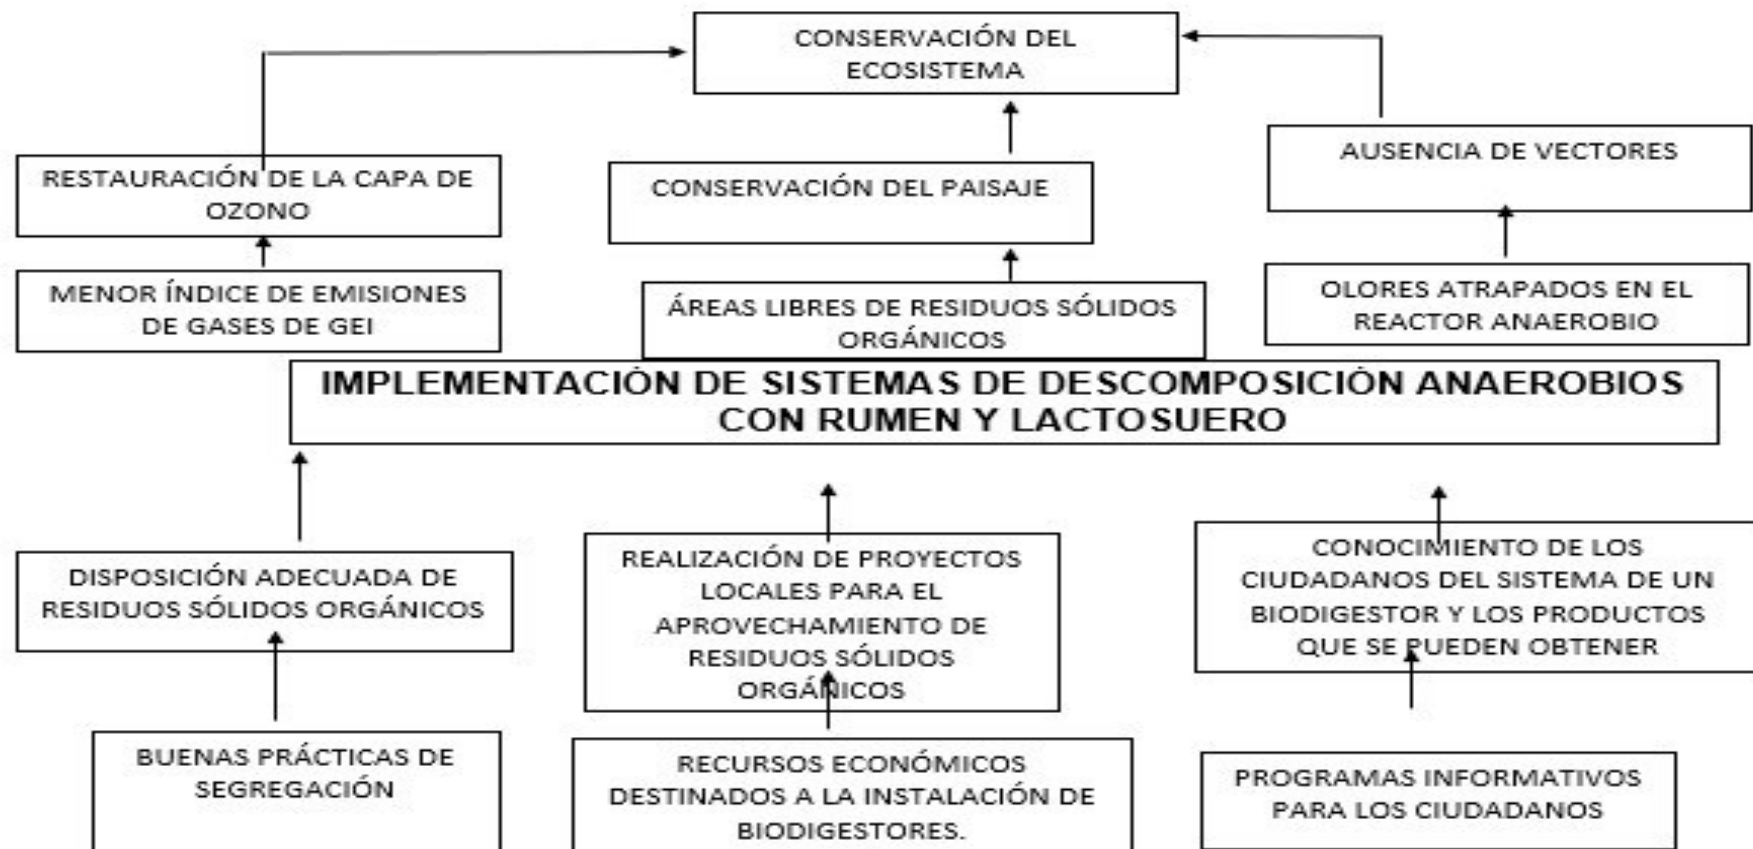 CONSERVACIÓN DEL
ECOSISTEMA
RESTAURACIÓN DE LA CAPA DE
OZONO
CONSERVACIÓN DEL PAISAJE
AUSENCIA DE VECTORES
MENOR ÍNDICE DE EMISIONES
DE GASES DE GEI
ÁREAS LIBRES DE RESIDUOS SÓLIDOS
ORGÁNICOS
OLORES ATRAPADOS EN EL
REACTOR ANAEROBIO
IMPLEMENTACIÓN DE SISTEMAS DE DESCOMPOSICIÓN ANAEROBIOS
CON RUMEN Y LACTOSUERO
DISPOSICIÓN ADECUADA DE
RESIDUOS SÓLIDOS ORGÁNICOS
REALIZACIÓN DE PROYECTOS
LOCALES PARA EL
APROVECHAMIENTO DE
RESIDUOS SÓLIDOS
ORGÁNICOS
CONOCIMIENTO DE LOS
CIUDADANOS DEL SISTEMA DE UN
BIODIGESTOR Y LOS PRODUCTOS
QUE SE PUEDEN OBTENER
BUENAS PRÁCTICAS DE
SEGREGACIÓN
RECURSOS ECONÓMICOS
DESTINADOS A LA INSTALACIÓN DE
BIODIGESTORES.
PROGRAMAS INFORMATIVOS
PARA LOS CIUDADANOS